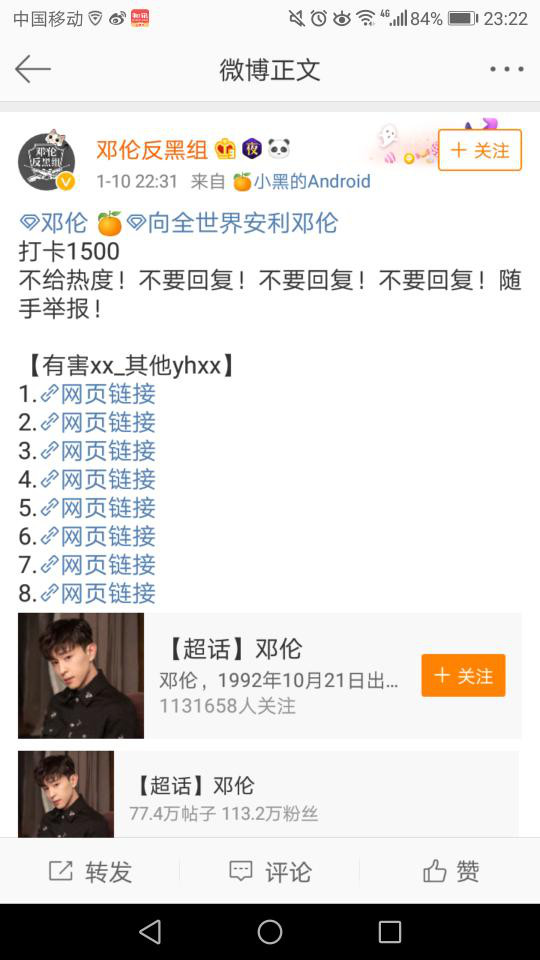 中国移动 4G 84% 23:22
微博正文
邓伦反黑组 夜
+ 关注
1-10 22:31 来自 小黑的Android
邓伦 向全世界安利邓伦
打卡1500
不给热度！不要回复！不要回复！不要回复！随
手举报！
【有害xx_其他yhxx】
1.网页链接
2.网页链接
3.网页链接
4.网页链接
5.网页链接
6.网页链接
7.网页链接
8.网页链接
【超话】邓伦
邓伦，1992年10月21日出...
1131658人关注
+ 关注
【超话】邓伦
77.4万帖子 113.2万粉丝
转发 评论 赞